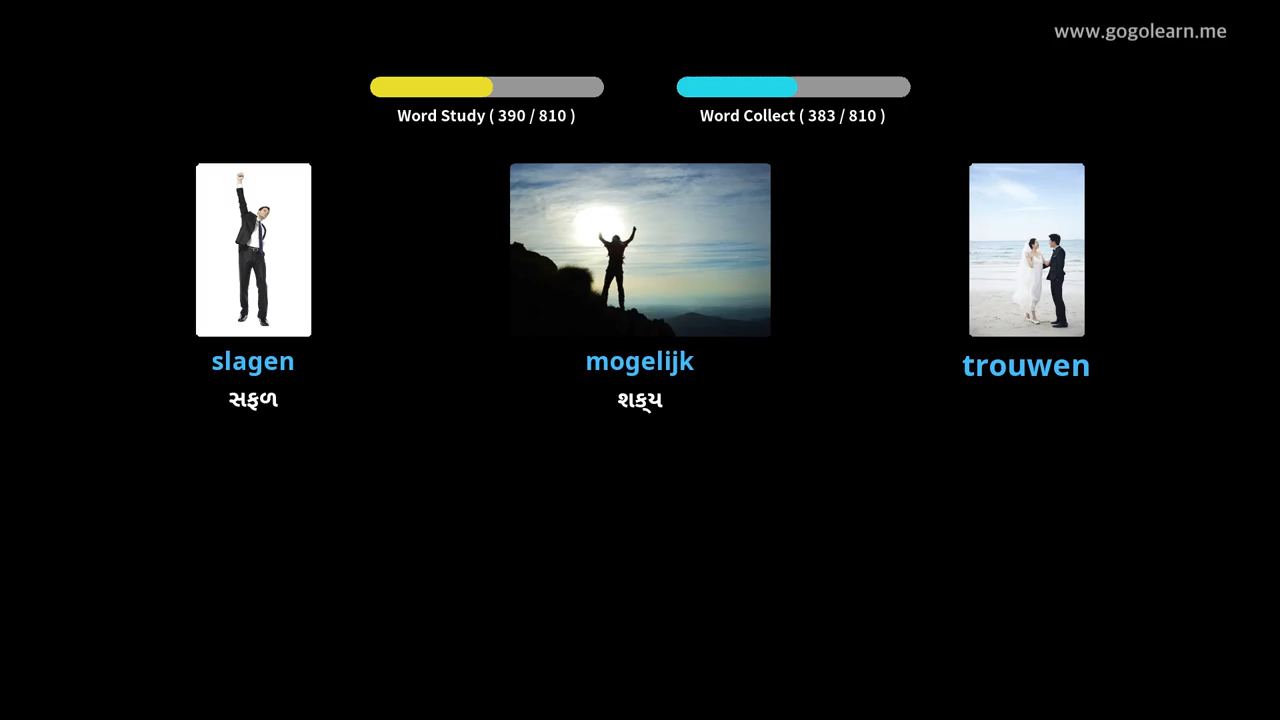 www.gogolearn.me
Word Study ( 390 / 810 )
Word Collect ( 383 / 810 )
slagen
mogelijk
trouwen
સફળ
શક્ય